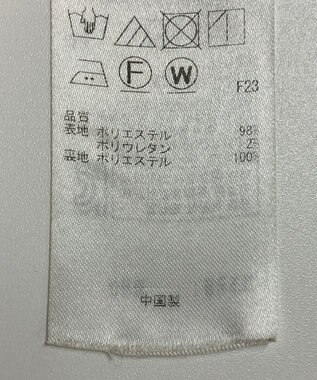 F W
F23
品質
表地 ポリエステル 98%
ポリウレタン 2%
裏地 ポリエステル 100%
中国製